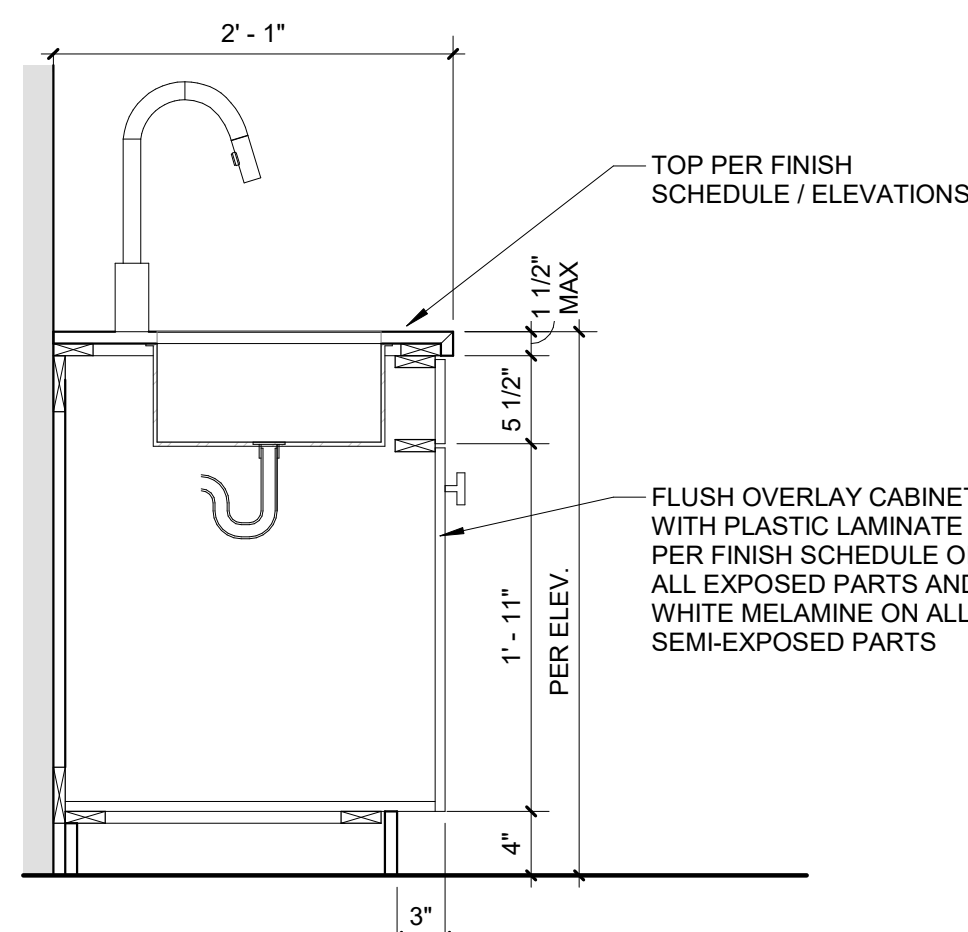 2' - 1"
TOP PER FINISH
SCHEDULE / ELEVATIONS
1 1/2"
MAX
5 1/2"
FLUSH OVERLAY CABINET
WITH PLASTIC LAMINATE
PER FINISH SCHEDULE O
ALL EXPOSED PARTS AND
WHITE MELAMINE ON ALL
SEMI-EXPOSED PARTS
1' - 11"
PER ELEV.
4"
3"